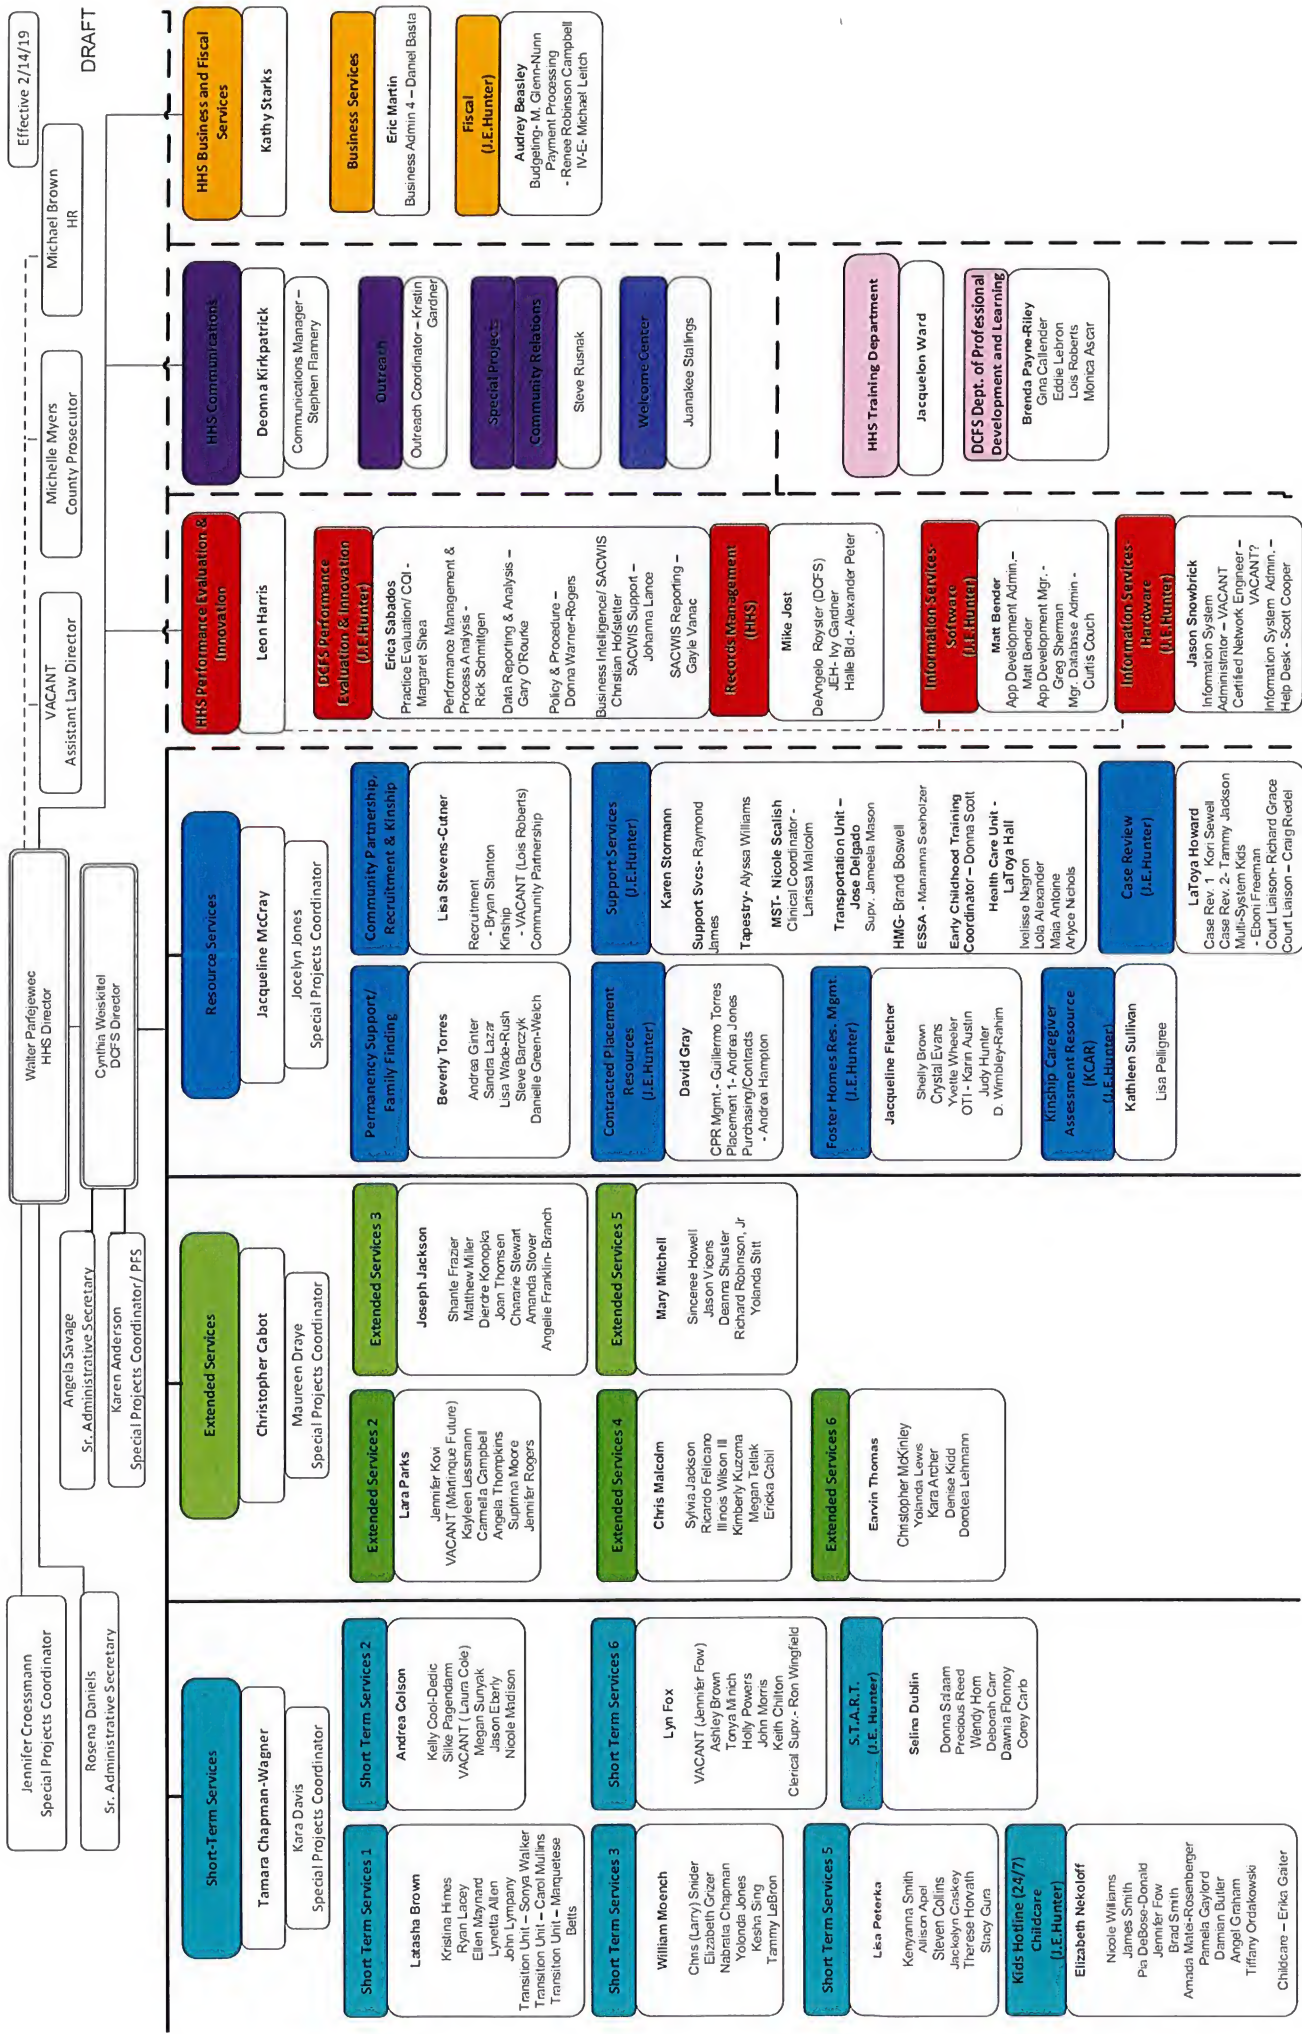 Effective 2/14/19
DRAFT
Jennifer Croessmann
Special Projects Coordinator
Rosena Daniels
Sr. Administrative Secretary
Walter Parfejewiec
HHS Director
Cynthia Weiskittel
DCFS Director
Angela Savage
Sr. Administrative Secretary
Karen Anderson
Special Projects Coordinator/ PFS
VACANT
Assistant Law Director
Michelle Myers
County Prosecutor
Michael Brown
HR
Short-Term Services
Tamara Chapman-Wagner
Kara Davis
Special Projects Coordinator
Short Term Services 1
Latasha Brown
Kristina Himes
Ryan Lacey
Ellen Maynard
Lynetta Allen
John Lympany
Transition Unit – Sonya Walker
Transition Unit – Carol Mullins
Transition Unit – Marquetese
Betts
Short Term Services 2
Andrea Colson
Kelly Cool-Dedic
Silke Pagendarm
VACANT ( Laura Cole)
Megan Sunyak
Jason Eberly
Nicole Madison
Short Term Services 3
William Moench
Chris (Larry) Snider
Elizabeth Grizer
Nabratia Chapman
Yolonda Jones
Kesha Sing
Tammy LeBron
Short Term Services 6
Lyn Fox
VACANT (Jennifer Fow)
Ashley Brown
Tonya Minich
Holly Powers
John Morris
Keith Chilton
Clerical Supv.- Ron Wingfield
Short Term Services 5
Lisa Peterka
Kenyanna Smith
Allison Apel
Steven Collins
Jackelyn Caskey
Therese Horvath
Stacy Gura
S.T.A.R.T.
(J.E. Hunter)
Selina Dublin
Donna Salaam
Precious Reed
Wendy Horn
Deborah Carr
Dawnia Flonnoy
Corey Carlo
Kids Hotline (24/7)
Childcare
(J.E.Hunter)
Elizabeth Nekoloff
Nicole Williams
James Smith
Pia DeBose-Donald
Jennifer Fow
Brad Smith
Amada Matei-Rosenberger
Pamela Gaylord
Damian Butler
Angel Graham
Tiffany Ordakowski
Childcare – Erika Gaiter
Extended Services
Christopher Cabot
Maureen Draye
Special Projects Coordinator
Extended Services 2
Lara Parks
Jennifer Kovi
VACANT (Martinque Future)
Kayleen Lessmann
Carmella Campbell
Angela Thompkins
Suptrina Moore
Jennifer Rogers
Extended Services 3
Joseph Jackson
Shante Frazier
Matthew Miller
Dierdre Konopka
Joan Thomsen
Chararie Stewart
Amanda Stover
Angelie Franklin- Branch
Extended Services 4
Chris Malcolm
Sylvia Jackson
Ricardo Felicano
Illinois Wilson III
Kimberly Kuzma
Megan Tetlak
Ericka Cabil
Extended Services 5
Mary Mitchell
Sinceree Howell
Jason Vicens
Deanna Shuster
Richard Robinson, Jr
Yolanda Stitt
Extended Services 6
Earvin Thomas
Christopher McKinley
Yolanda Lewis
Kara Archer
Denise Kidd
Dorotea Lehmann
Resource Services
Jacqueline McCray
Jocelyn Jones
Special Projects Coordinator
Permanency Support/
Family Finding
Beverly Torres
Andrea Ginter
Sandra Lazar
Lisa Wade-Rush
Steve Barczyk
Danielle Green-Welch
Community Partnership,
Recruitment & Kinship
Lisa Stevens-Cutner
Recruitment
- Bryan Stanton
Kinship
- VACANT (Lois Roberts)
Community Partnership
Contracted Placement
Resources
(J.E.Hunter)
David Gray
CPR Mgmt.- Guillermo Torres
Placement 1- Andrea Jones
Purchasing/Contracts
- Andrea Hampton
Support Services
(J.E.Hunter)
Karen Stormann
Support Svcs- Raymond
James
Tapestry- Alyssa Williams
MST- Nicole Scalish
Clinical Coordinator -
Larissa Malcolm
Transportation Unit –
Jose Delgado
Supv. Jameela Mason
HMG- Brandi Boswell
ESSA - Marianna Seeholzer
Early Childhood Training
Coordinator – Donna Scott
Health Care Unit -
LaToya Hall
Ivelisse Negron
Lola Alexander
Maia Antoine
Arlyce Nichols
Foster Homes Res. Mgmt.
(J.E.Hunter)
Jacqueline Fletcher
Shelly Brown
Crystal Evans
Yvette Wheeler
OTI - Karin Austin
Judy Hunter
D. Wimbley-Rahim
Kinship Caregiver
Assessment Resource
(KCAR)
(J.E.Hunter)
Kathleen Sullivan
Lisa Pelligree
Case Review
(J.E.Hunter)
LaToya Howard
Case Rev. 1 Kori Sewell
Case Rev. 2- Tammy Jackson
Multi-System Kids
- Eboni Freeman
Court Liaison- Richard Grace
Court Liaison – Craig Riedel
HHS Performance Evaluation &
Innovation
Leon Harris
DCFS Performance
Evaluation & Innovation
(J.E.Hunter)
Erica Sabados
Practice Evaluation/ CQI -
Margaret Shea
Performance Management &
Process Analysis -
Rick Schmittgen
Data Reporting & Analysis –
Gary O'Rourke
Policy & Procedure –
Donna Warner-Rogers
Business Intelligence/ SACWIS
Christian Hofstetter
SACWIS Support –
Johanna Lance
SACWIS Reporting –
Gayle Vanac
Records Management
(HHS)
Mike Jost
DeAngelo Royster (DCFS)
JEH- Ivy Gardner
Halle Bld.- Alexander Peter
Information Services-
Software
(J.E.Hunter)
Matt Bender
App Development Admin.–
Matt Bender
App Development Mgr. -
Greg Sherman
Mgr. Database Admin -
Curtis Couch
Information Services-
Hardware
(J.E.Hunter)
Jason Snowbrick
Information System
Administrator – VACANT
Certified Network Engineer –
VACANT?
Information System Admin. –
Help Desk - Scott Cooper
HHS Communications
Deonna Kirkpatrick
Communications Manager –
Stephen Flannery
Outreach
Outreach Coordinator – Kristin
Gardner
Special Projects
Community Relations
Steve Rusnak
Welcome Center
Juanakee Stallings
HHS Training Department
Jacquelon Ward
DCFS Dept. of Professional
Development and Learning
Brenda Payne-Riley
Gina Callender
Eddie Lebron
Lois Roberts
Monica Ascar
HHS Business and Fiscal
Services
Kathy Starks
Business Services
Eric Martin
Business Admin 4 – Daniel Basta
Fiscal
(J.E.Hunter)
Audrey Beasley
Budgeting- M. Glenn-Nunn
Payment Processing
- Renee Robinson Campbell
IV-E- Michael Leitch